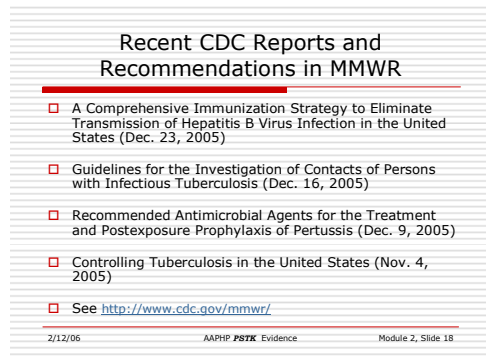 Recent CDC Reports and
Recommendations in MMWR
A Comprehensive Immunization Strategy to Eliminate
Transmission of Hepatitis B Virus Infection in the United
States (Dec. 23, 2005)
Guidelines for the Investigation of Contacts of Persons
with Infectious Tuberculosis (Dec. 16, 2005)
Recommended Antimicrobial Agents for the Treatment
and Postexposure Prophylaxis of Pertussis (Dec. 9, 2005)
Controlling Tuberculosis in the United States (Nov. 4,
2005)
See http://www.cdc.gov/mmwr/
2/12/06 AAPHP PSTK Evidence Module 2, Slide 18